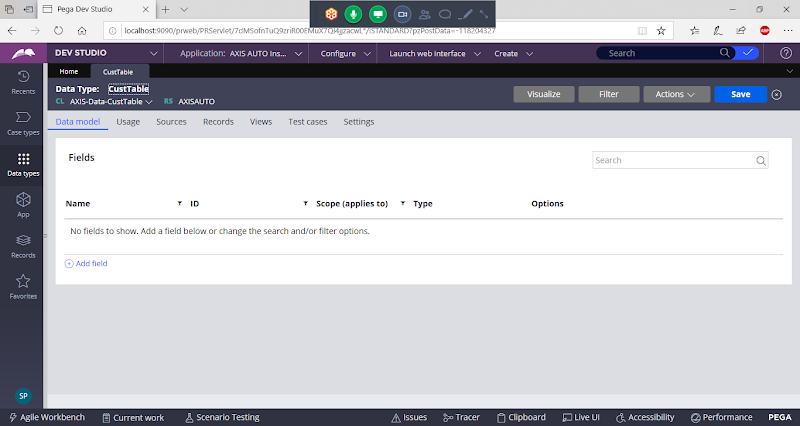 Pega Dev Studio
localhost:9090/prweb/PRServlet/7dMSofnTuQ9zriR00EMuX7QI4gzacwL*/!STANDARD?pzPostData=-118204327
DEV STUDIO
Application: AXIS AUTO Ins...
Configure
Launch web interface
Create
Search
Home
CustTable
Recents
Case types
Data types
App
Records
Favorites
SP
Data Type: CustTable
CL AXIS-Data-CustTable
RS AXISAUTO
Visualize
Filter
Actions
Save
Data model
Usage
Sources
Records
Views
Test cases
Settings
Fields
Search
Name
ID
Scope (applies to)
Type
Options
No fields to show. Add a field below or change the search and/or filter options.
Add field
Agile Workbench
Current work
Scenario Testing
Issues
Tracer
Clipboard
Live UI
Accessibility
Performance
PEGA